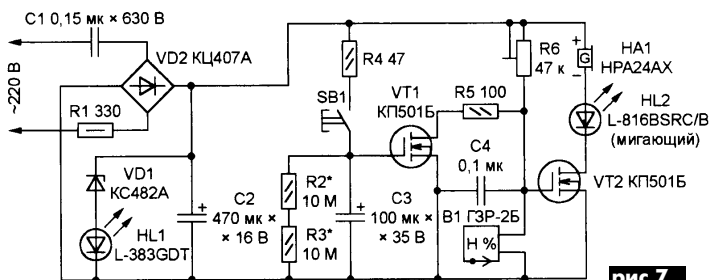 C1 0,15 мк × 630 В
VD2 КЦ407А
~220 В
R1 330
VD1
КС482А
HL1
L-383GDT
C2
470 мк ×
× 16 В
R4 47
SB1
R2*
10 М
R3*
10 М
C3
100 мк ×
× 35 В
VT1
КП501Б
R5 100
C4
0,1 мк
В1 ГЗР-2Б
H %
R6
47 к
+
G
–
HA1
HPA24AX
HL2
L-816BSRC/B
(мигающий)
VT2 КП501Б
+
+
рис 7